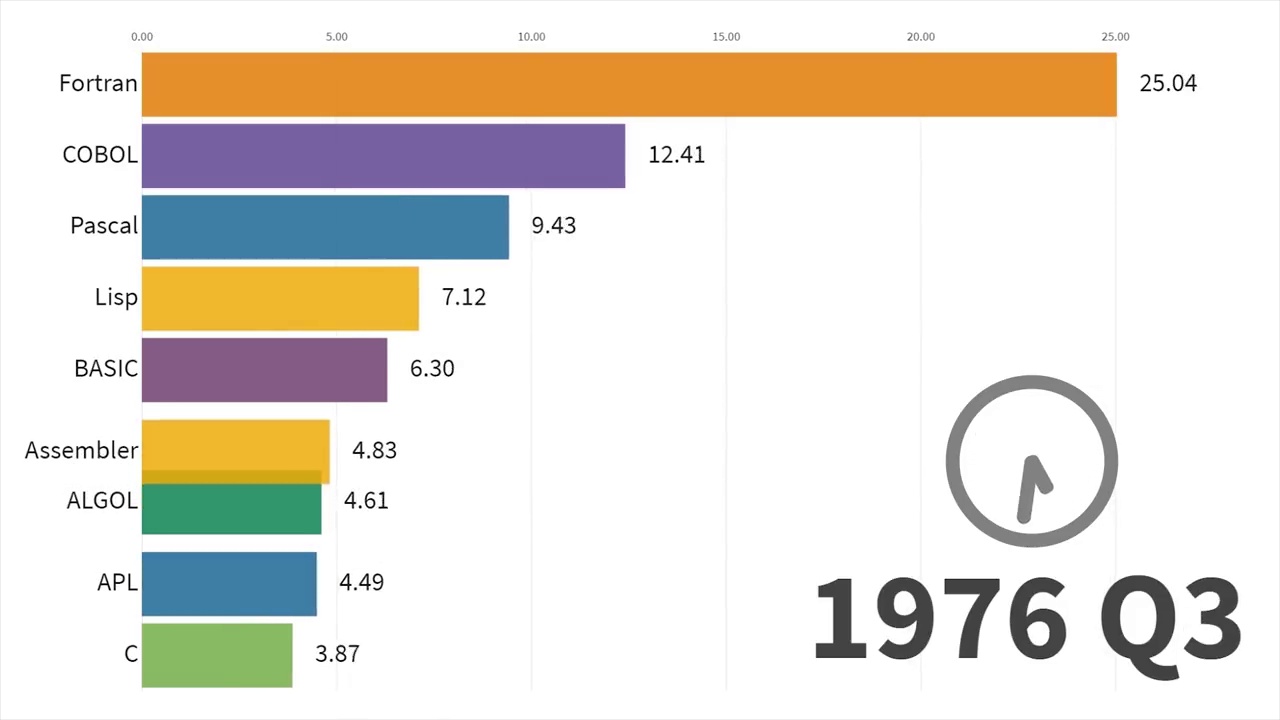 0.00 5.00 10.00 15.00 20.00 25.00
Fortran 25.04
COBOL 12.41
Pascal 9.43
Lisp 7.12
BASIC 6.30
Assembler 4.83
ALGOL 4.61
APL 4.49
C 3.87
1976 Q3